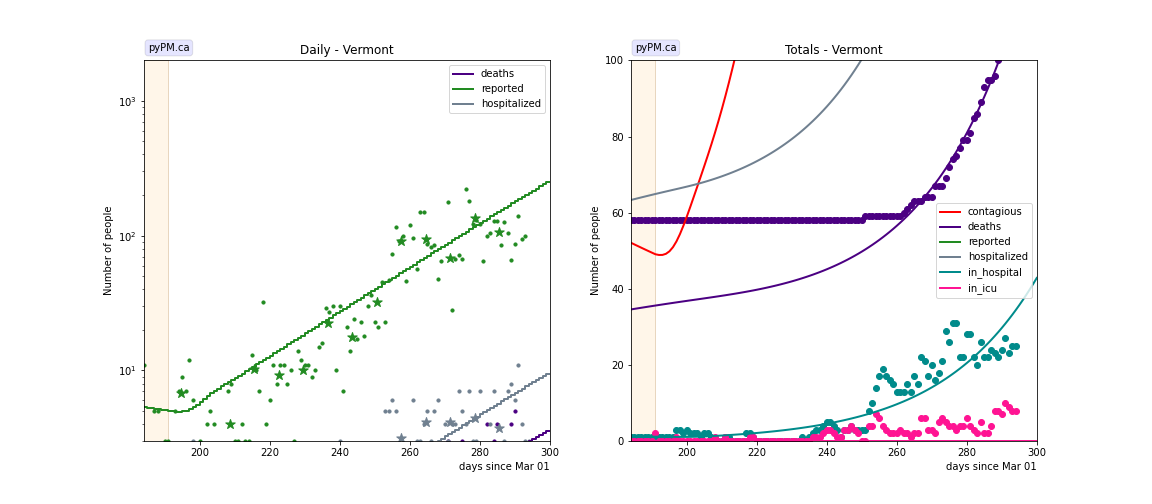 pyPM.ca
Daily - Vermont
deaths
reported
hospitalized
10³
10²
10¹
Number of people
200
220
240
260
280
300
days since Mar 01
pyPM.ca
Totals - Vermont
100
80
60
40
20
0
Number of people
contagious
deaths
reported
hospitalized
in_hospital
in_icu
200
220
240
260
280
300
days since Mar 01